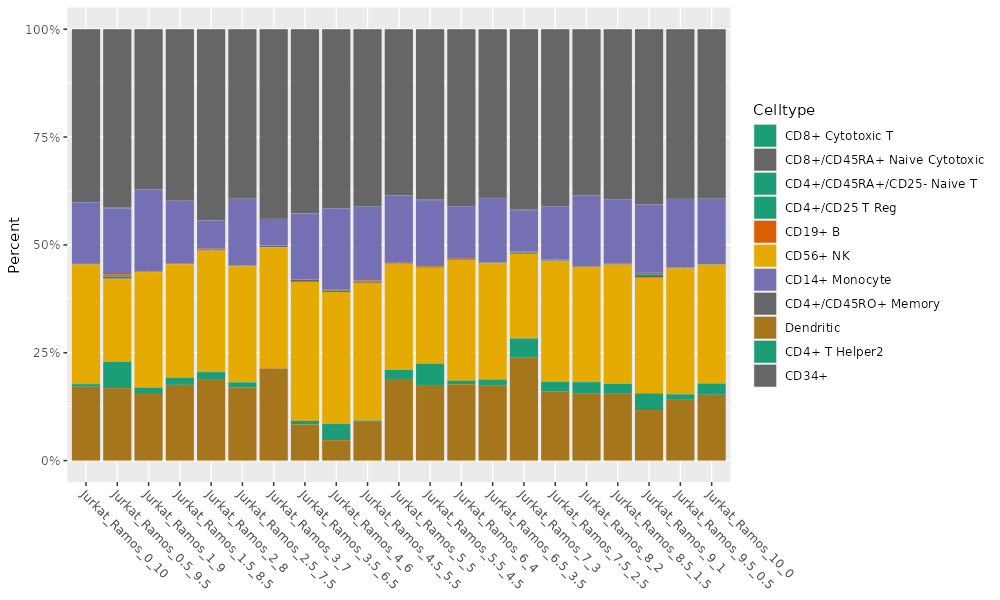 100%
75%
50%
25%
0%
Percent
Jurkat_Ramos_0_10
Jurkat_Ramos_0.5_9.5
Jurkat_Ramos_1_9
Jurkat_Ramos_1.5_8.5
Jurkat_Ramos_2_8
Jurkat_Ramos_2.5_7.5
Jurkat_Ramos_3_7
Jurkat_Ramos_3.5_6.5
Jurkat_Ramos_4_6
Jurkat_Ramos_4.5_5.5
Jurkat_Ramos_5_5
Jurkat_Ramos_5.5_4.5
Jurkat_Ramos_6_4
Jurkat_Ramos_6.5_3.5
Jurkat_Ramos_7_3
Jurkat_Ramos_7.5_2.5
Jurkat_Ramos_8_2
Jurkat_Ramos_8.5_1.5
Jurkat_Ramos_9_1
Jurkat_Ramos_9.5_0.5
Jurkat_Ramos_10_0
Celltype
CD8+ Cytotoxic T
CD8+/CD45RA+ Naive Cytotoxic
CD4+/CD45RA+/CD25- Naive T
CD4+/CD25 T Reg
CD19+ B
CD56+ NK
CD14+ Monocyte
CD4+/CD45RO+ Memory
Dendritic
CD4+ T Helper2
CD34+